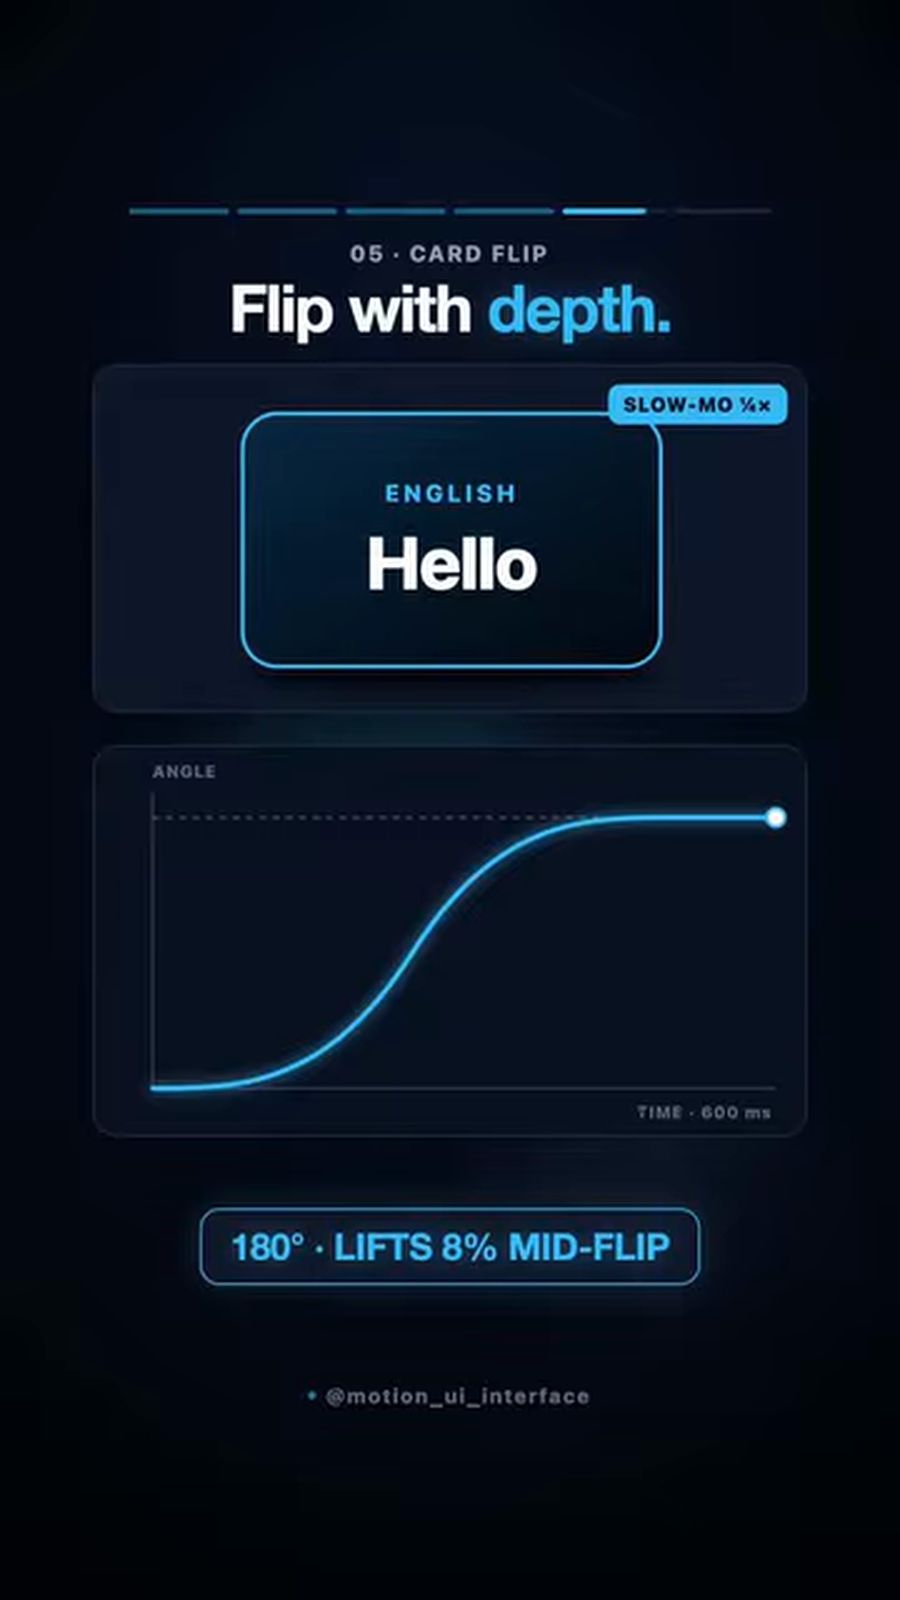 05 · CARD FLIP
Flip with depth.
SLOW-MO ¼×
ENGLISH
Hello
ANGLE
TIME · 600 ms
180° · LIFTS 8% MID-FLIP
@motion_ui_interface